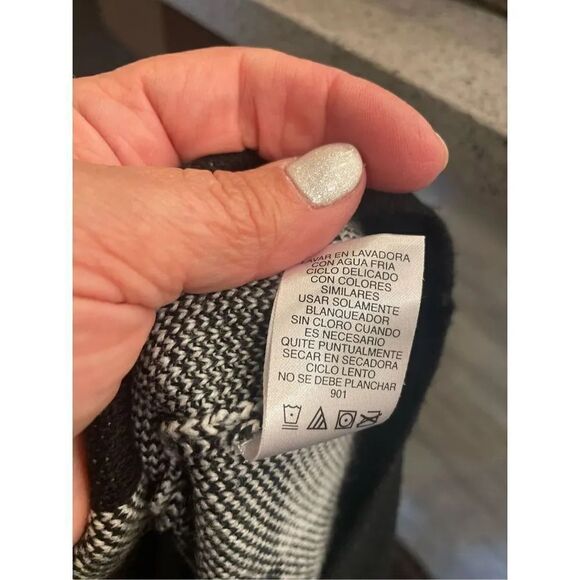 LAVAR EN LAVADORA
CON AGUA FRIA
CICLO DELICADO
CON COLORES
SIMILARES
USAR SOLAMENTE
BLANQUEADOR
SIN CLORO CUANDO
ES NECESARIO
QUITE PUNTUALMENTE
SECAR EN SECADORA
CICLO LENTO
NO SE DEBE PLANCHAR
901